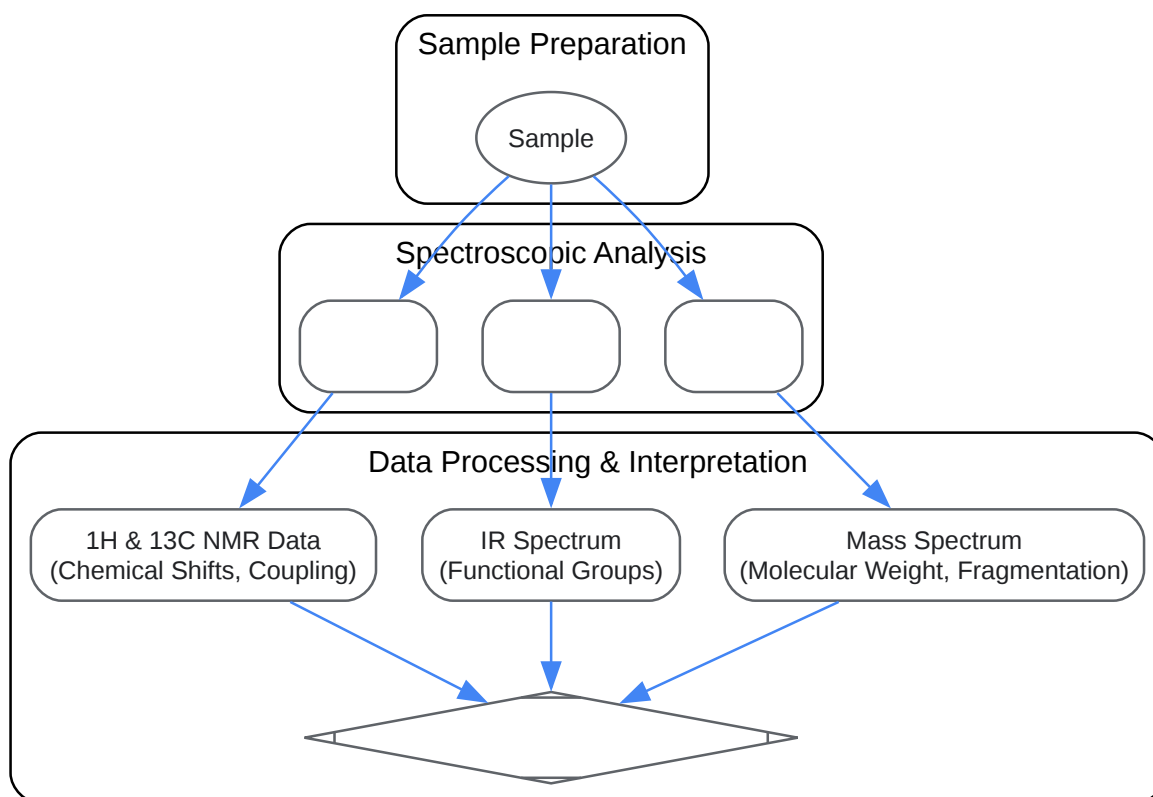 Sample Preparation
Sample
Spectroscopic Analysis
Data Processing & Interpretation
1H & 13C NMR Data
(Chemical Shifts, Coupling)
IR Spectrum
(Functional Groups)
Mass Spectrum
(Molecular Weight, Fragmentation)